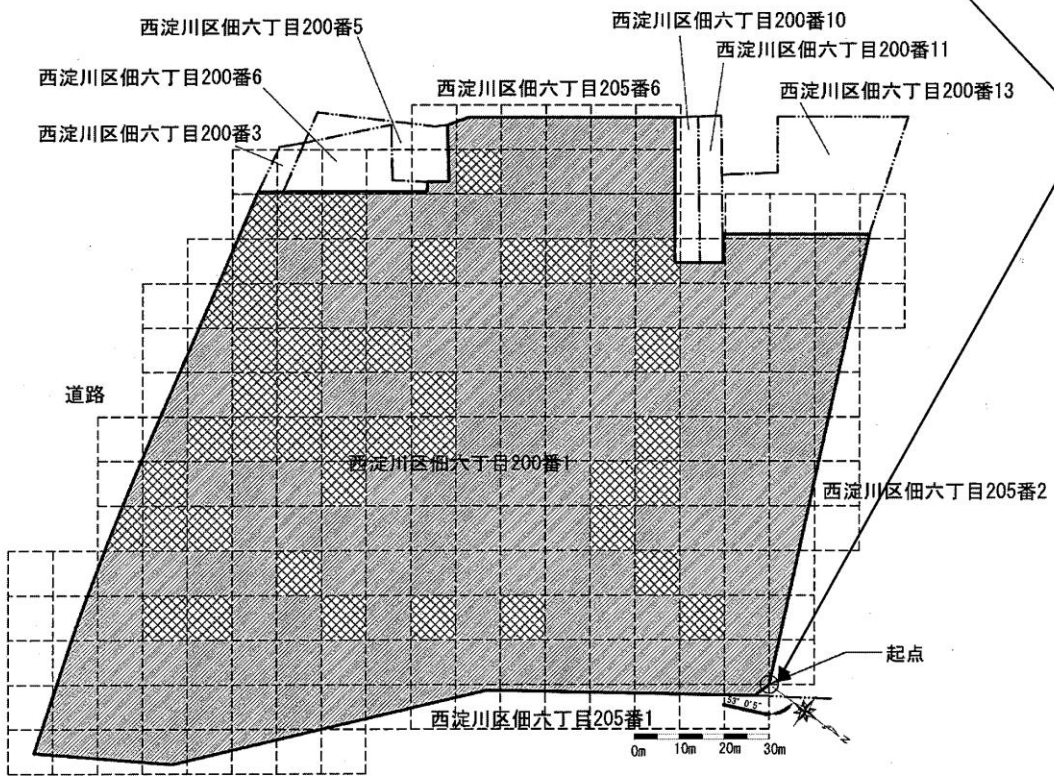 西淀川区佃六丁目200番10
西淀川区佃六丁目200番5
西淀川区佃六丁目200番11
西淀川区佃六丁目200番6
西淀川区佃六丁目205番6
西淀川区佃六丁目200番13
西淀川区佃六丁目200番3
道路
西淀川区佃六丁目200番1
西淀川区佃六丁目205番2
起点
53° 0'5"
西淀川区佃六丁目205番1
N
0m 10m 20m 30m